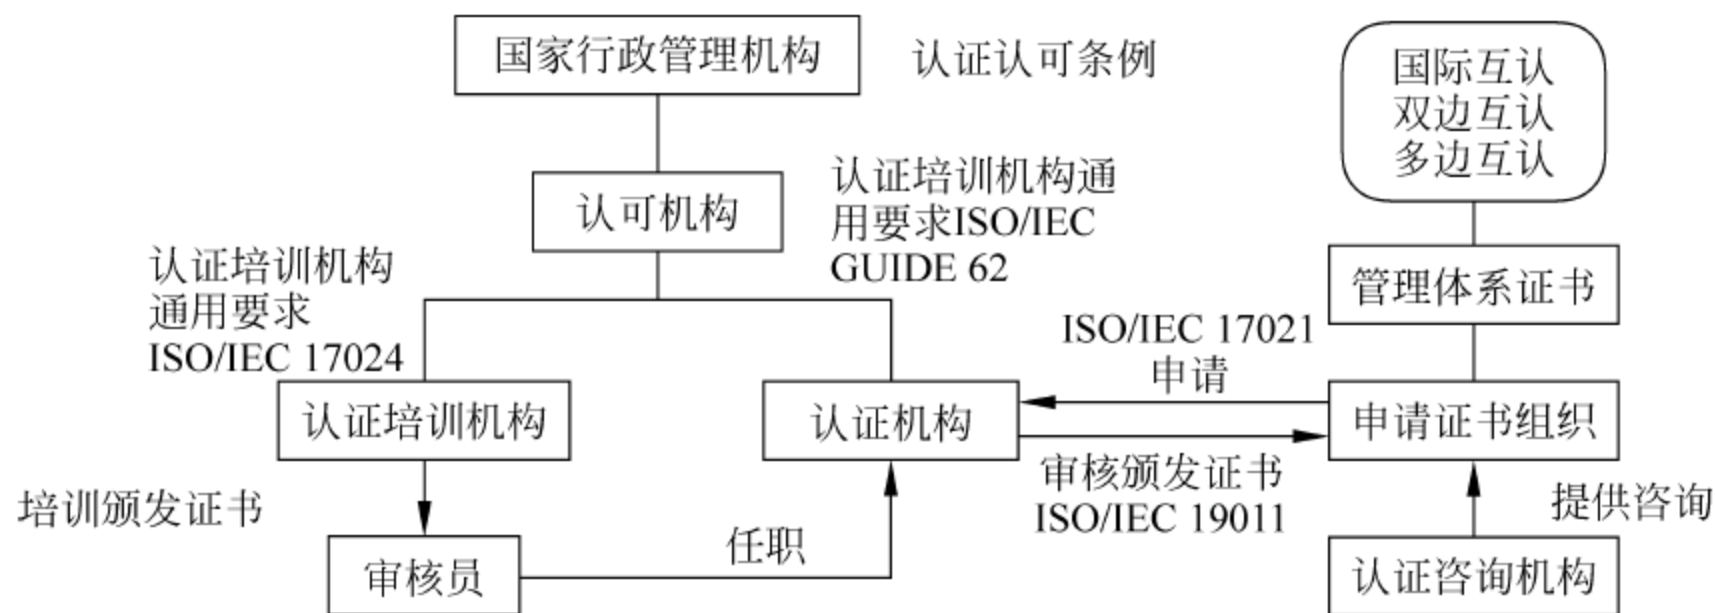 国家行政管理机构
认证认可条例
国际互认
双边互认
多边互认
认可机构
认证培训机构通
用要求ISO/IEC
GUIDE 62
认证培训机构
通用要求
ISO/IEC 17024
管理体系证书
ISO/IEC 17021
申请
认证培训机构
认证机构
申请证书组织
培训颁发证书
审核颁发证书
ISO/IEC 19011
提供咨询
任职
审核员
认证咨询机构